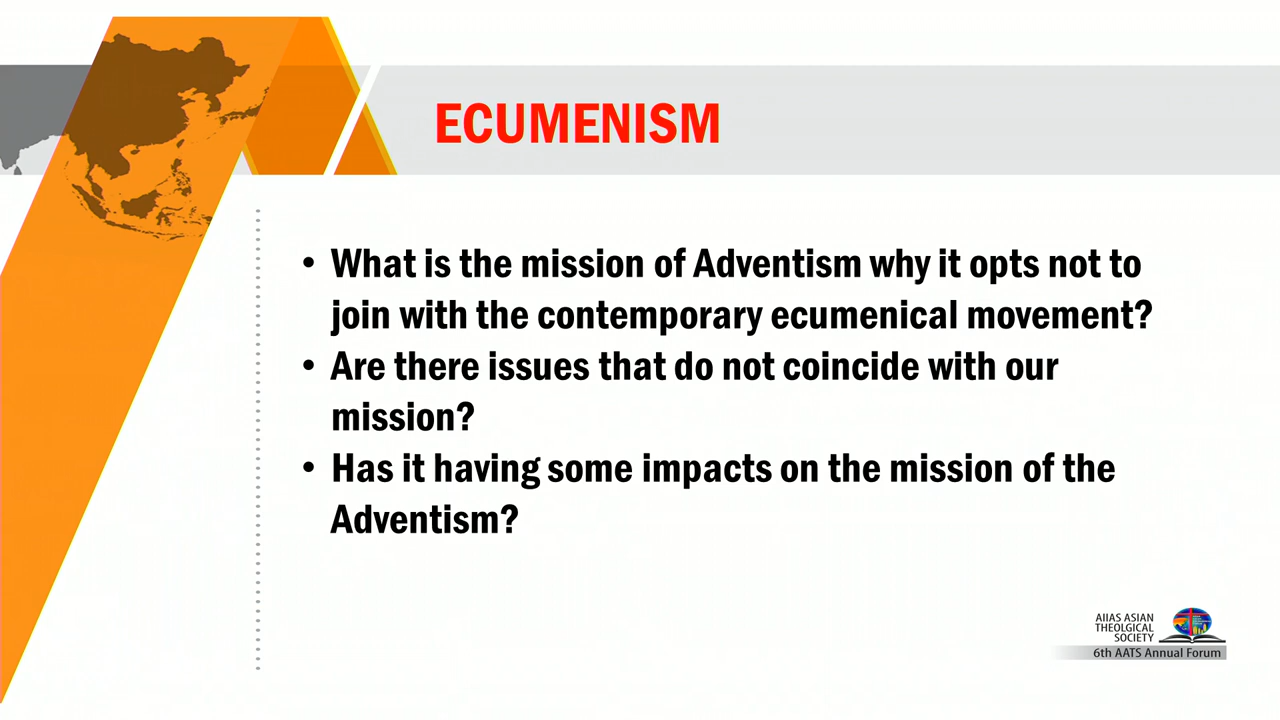 ECUMENISM
• What is the mission of Adventism why it opts not to
join with the contemporary ecumenical movement?
• Are there issues that do not coincide with our
mission?
• Has it having some impacts on the mission of the
Adventism?
AIIAS ASIAN
THEOLGICAL
SOCIETY
6th AATS Annual Forum